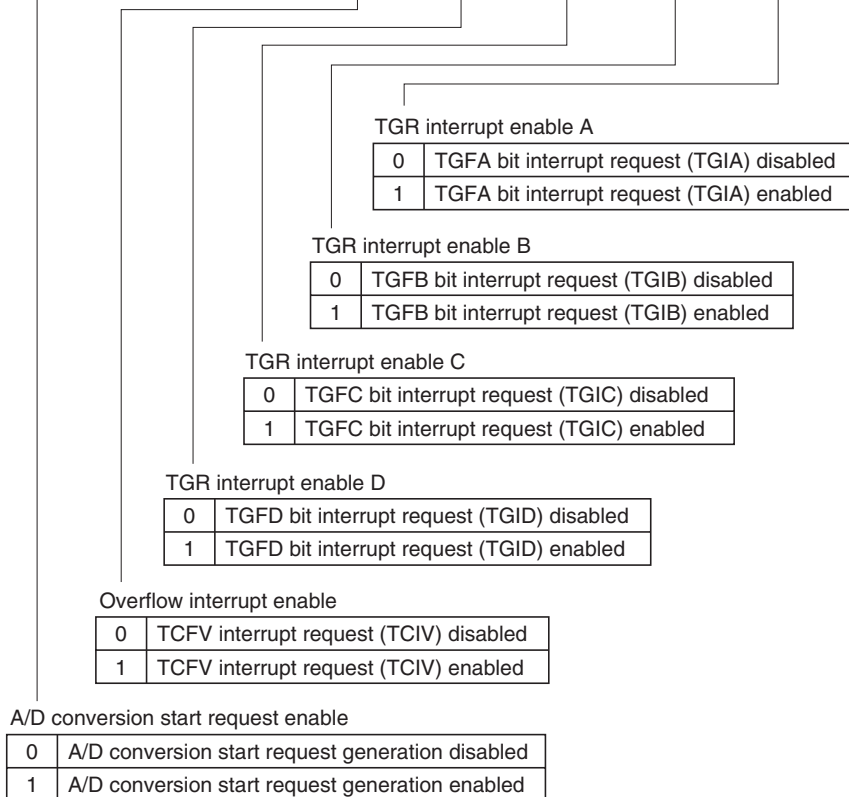 TGR interrupt enable A
0 TGFA bit interrupt request (TGIA) disabled
1 TGFA bit interrupt request (TGIA) enabled
TGR interrupt enable B
0 TGFB bit interrupt request (TGIB) disabled
1 TGFB bit interrupt request (TGIB) enabled
TGR interrupt enable C
0 TGFC bit interrupt request (TGIC) disabled
1 TGFC bit interrupt request (TGIC) enabled
TGR interrupt enable D
0 TGFD bit interrupt request (TGID) disabled
1 TGFD bit interrupt request (TGID) enabled
Overflow interrupt enable
0 TCFV interrupt request (TCIV) disabled
1 TCFV interrupt request (TCIV) enabled
A/D conversion start request enable
0 A/D conversion start request generation disabled
1 A/D conversion start request generation enabled